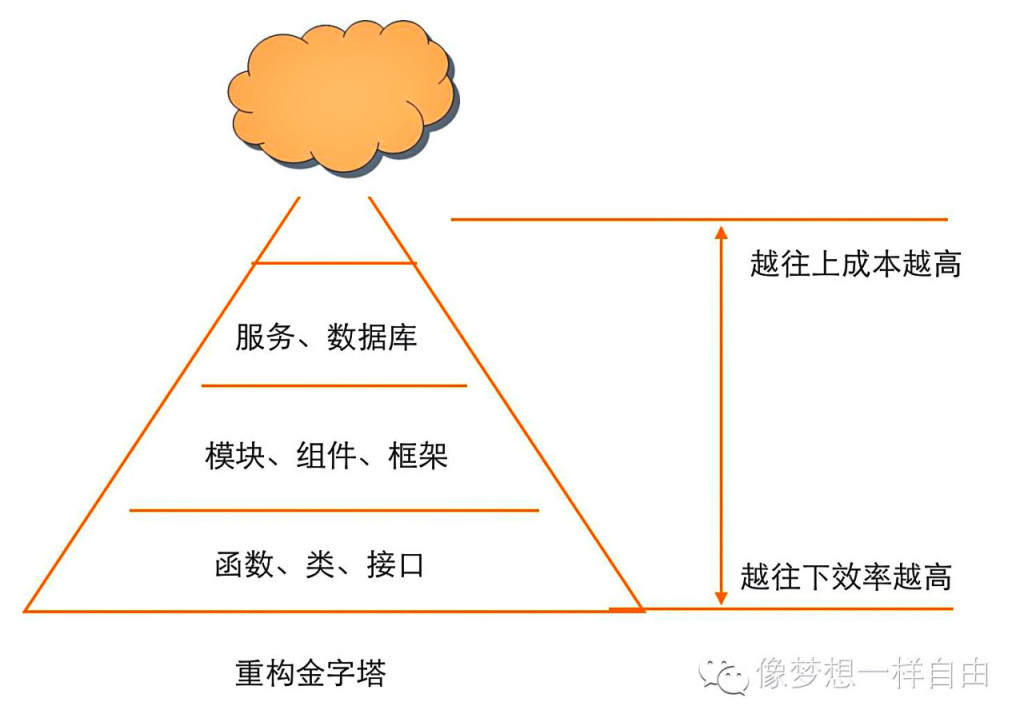 越往上成本越高
服务、数据库
模块、组件、框架
函数、类、接口
越往下效率越高
重构金字塔
像梦想一样自由